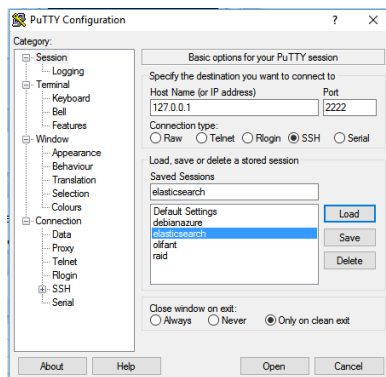 PuTTY Configuration
Category:
Session
Logging
Terminal
Keyboard
Bell
Features
Window
Appearance
Behaviour
Translation
Selection
Colours
Connection
Data
Proxy
Telnet
Rlogin
SSH
Serial
Basic options for your PuTTY session
Specify the destination you want to connect to
Host Name (or IP address) Port
127.0.0.1 2222
Connection type:
Raw Telnet Rlogin SSH Serial
Load, save or delete a stored session
Saved Sessions
elasticsearch
Default Settings
debianazure
elasticsearch
olifant
raid
Load
Save
Delete
Close window on exit:
Always Never Only on clean exit
About Help Open Cancel